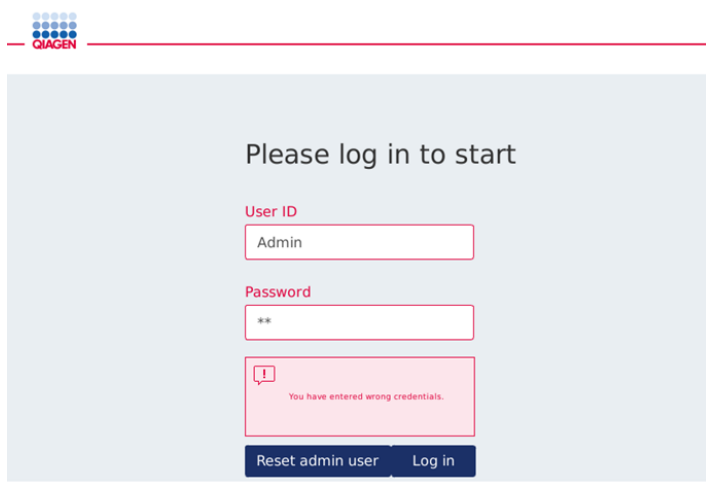 QIAGEN
Please log in to start
User ID
Admin
Password
**
!
You have entered wrong credentials.
Reset admin user
Log in